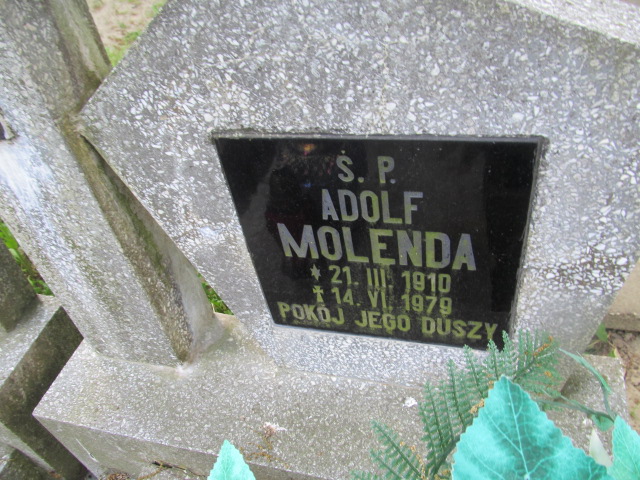 Ś. P.
ADOLF
MOLENDA
* 21. III. 1910
✝ 14. VI. 1979
POKÓJ JEGO DUSZY